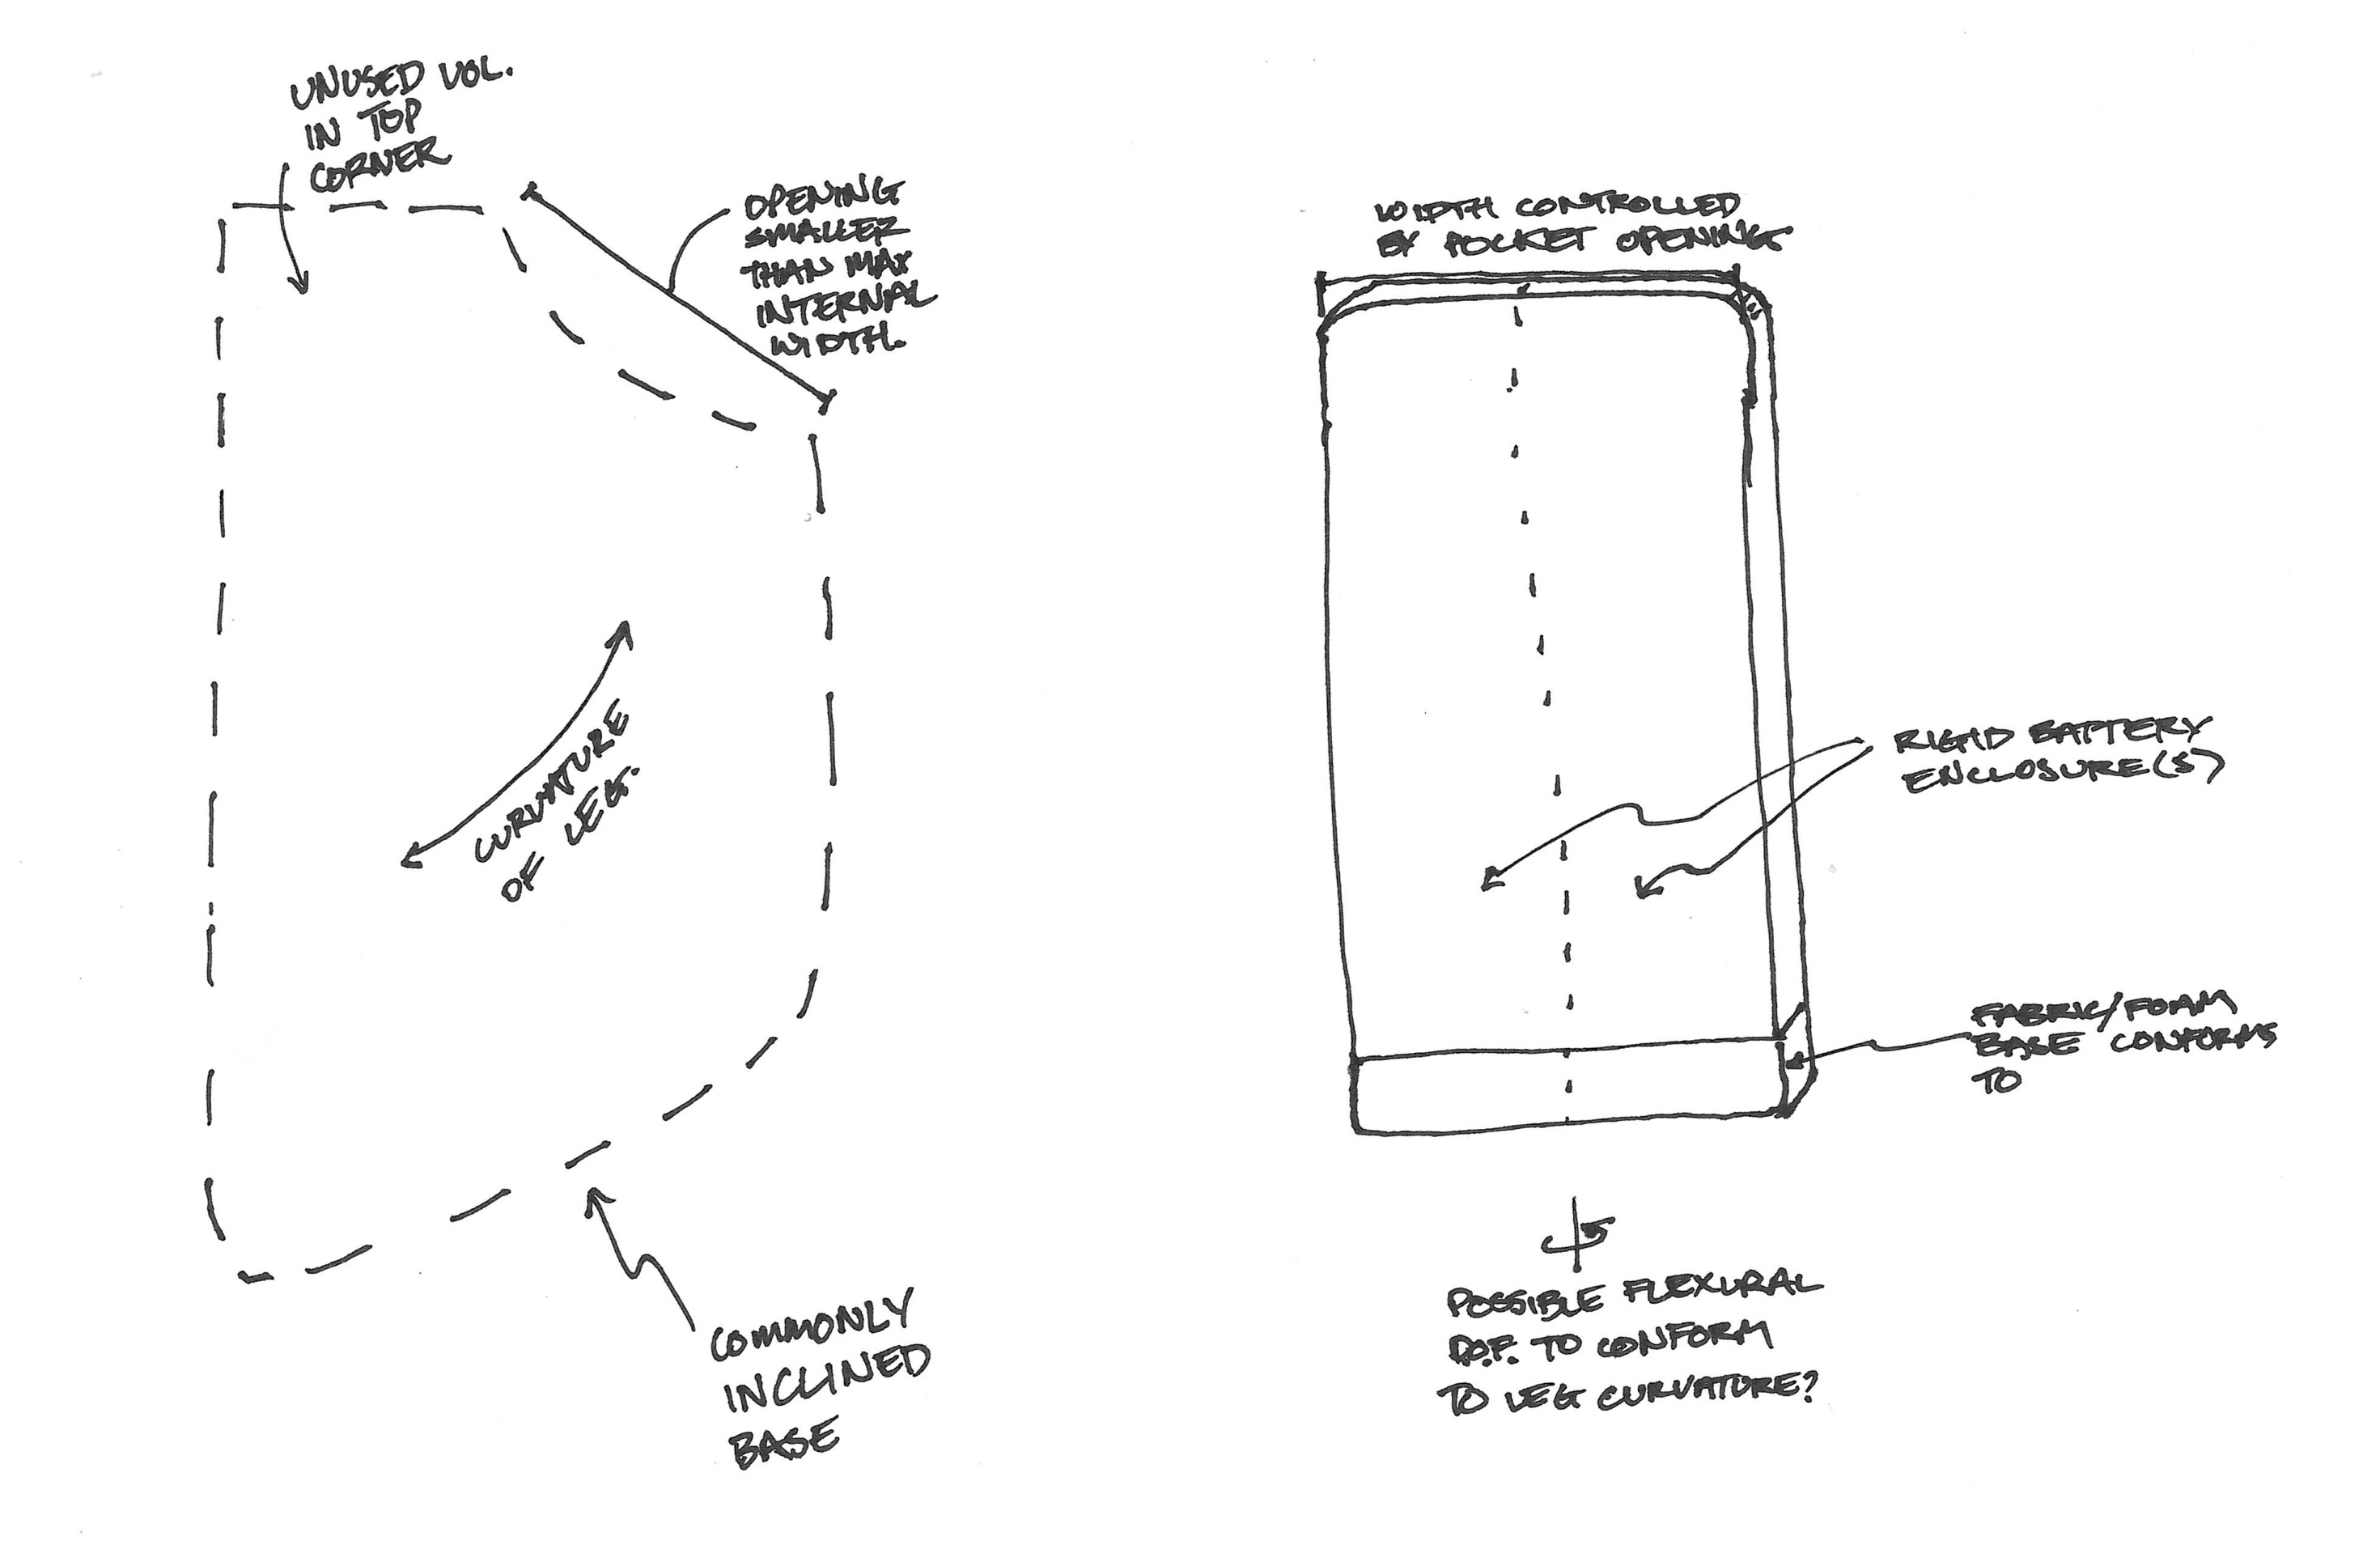 UNUSED VOL.
IN TOP
CORNER
OPENING
SMALLER
THAN MAX
INTERNAL
WIDTH.
CURVATURE
OF LEG.
COMMONLY
INCLINED
BASE
WIDTH CONTROLLED
BY POCKET OPENING
RIGID BATTERY
ENCLOSURE(S)
FABRIC/FOAM
BASE CONFORMS
TO
POSSIBLE FLEXURAL
D.O.F. TO CONFORM
TO LEG CURVATURE?